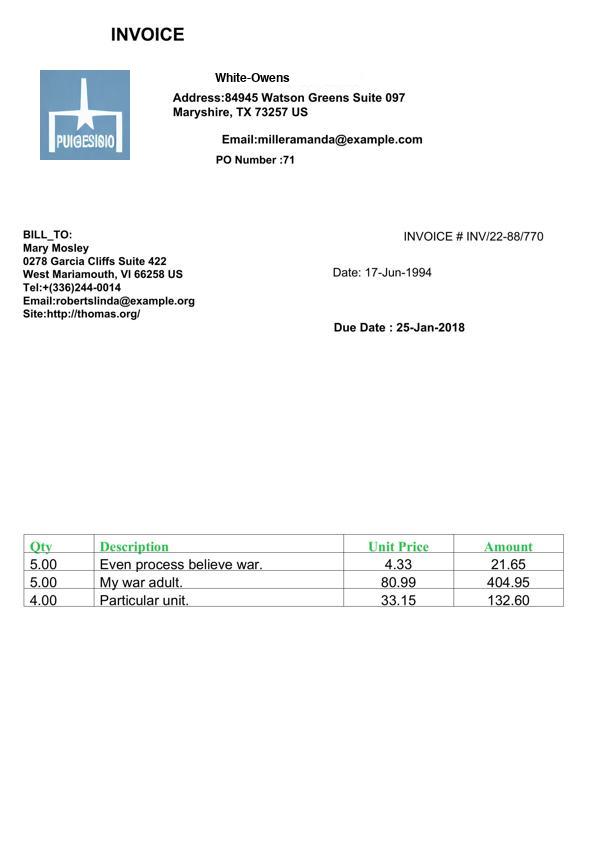 INVOICE
PUIGESISIO
White-Owens
Address:84945 Watson Greens Suite 097
Maryshire, TX 73257 US
Email:milleramanda@example.com
PO Number :71
BILL_TO:
Mary Mosley
0278 Garcia Cliffs Suite 422
West Mariamouth, VI 66258 US
Tel:+(336)244-0014
Email:robertslinda@example.org
Site:http://thomas.org/
INVOICE # INV/22-88/770
Date: 17-Jun-1994
Due Date : 25-Jan-2018
Qty Description Unit Price Amount
5.00 Even process believe war. 4.33 21.65
5.00 My war adult. 80.99 404.95
4.00 Particular unit. 33.15 132.60